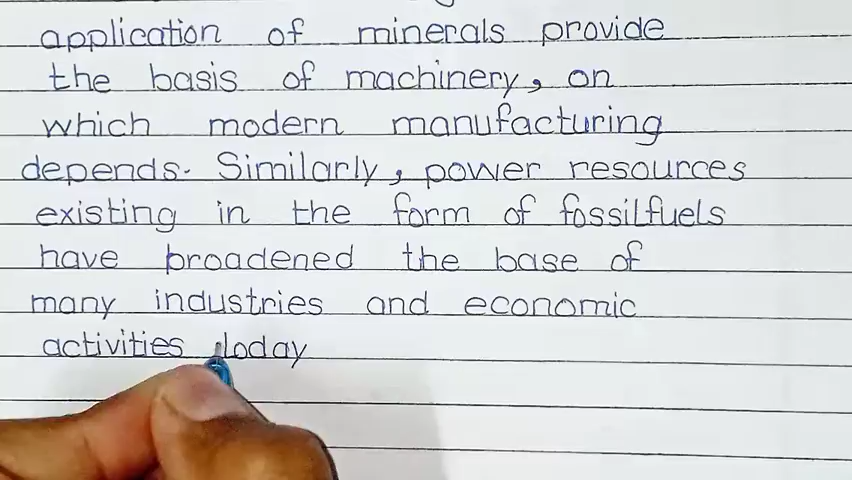 application of minerals provide
the basis of machinery, on
which modern manufacturing
depends. Similarly, power resources
existing in the form of fossilfuels
have broadened the base of
many industries and economic
activities today